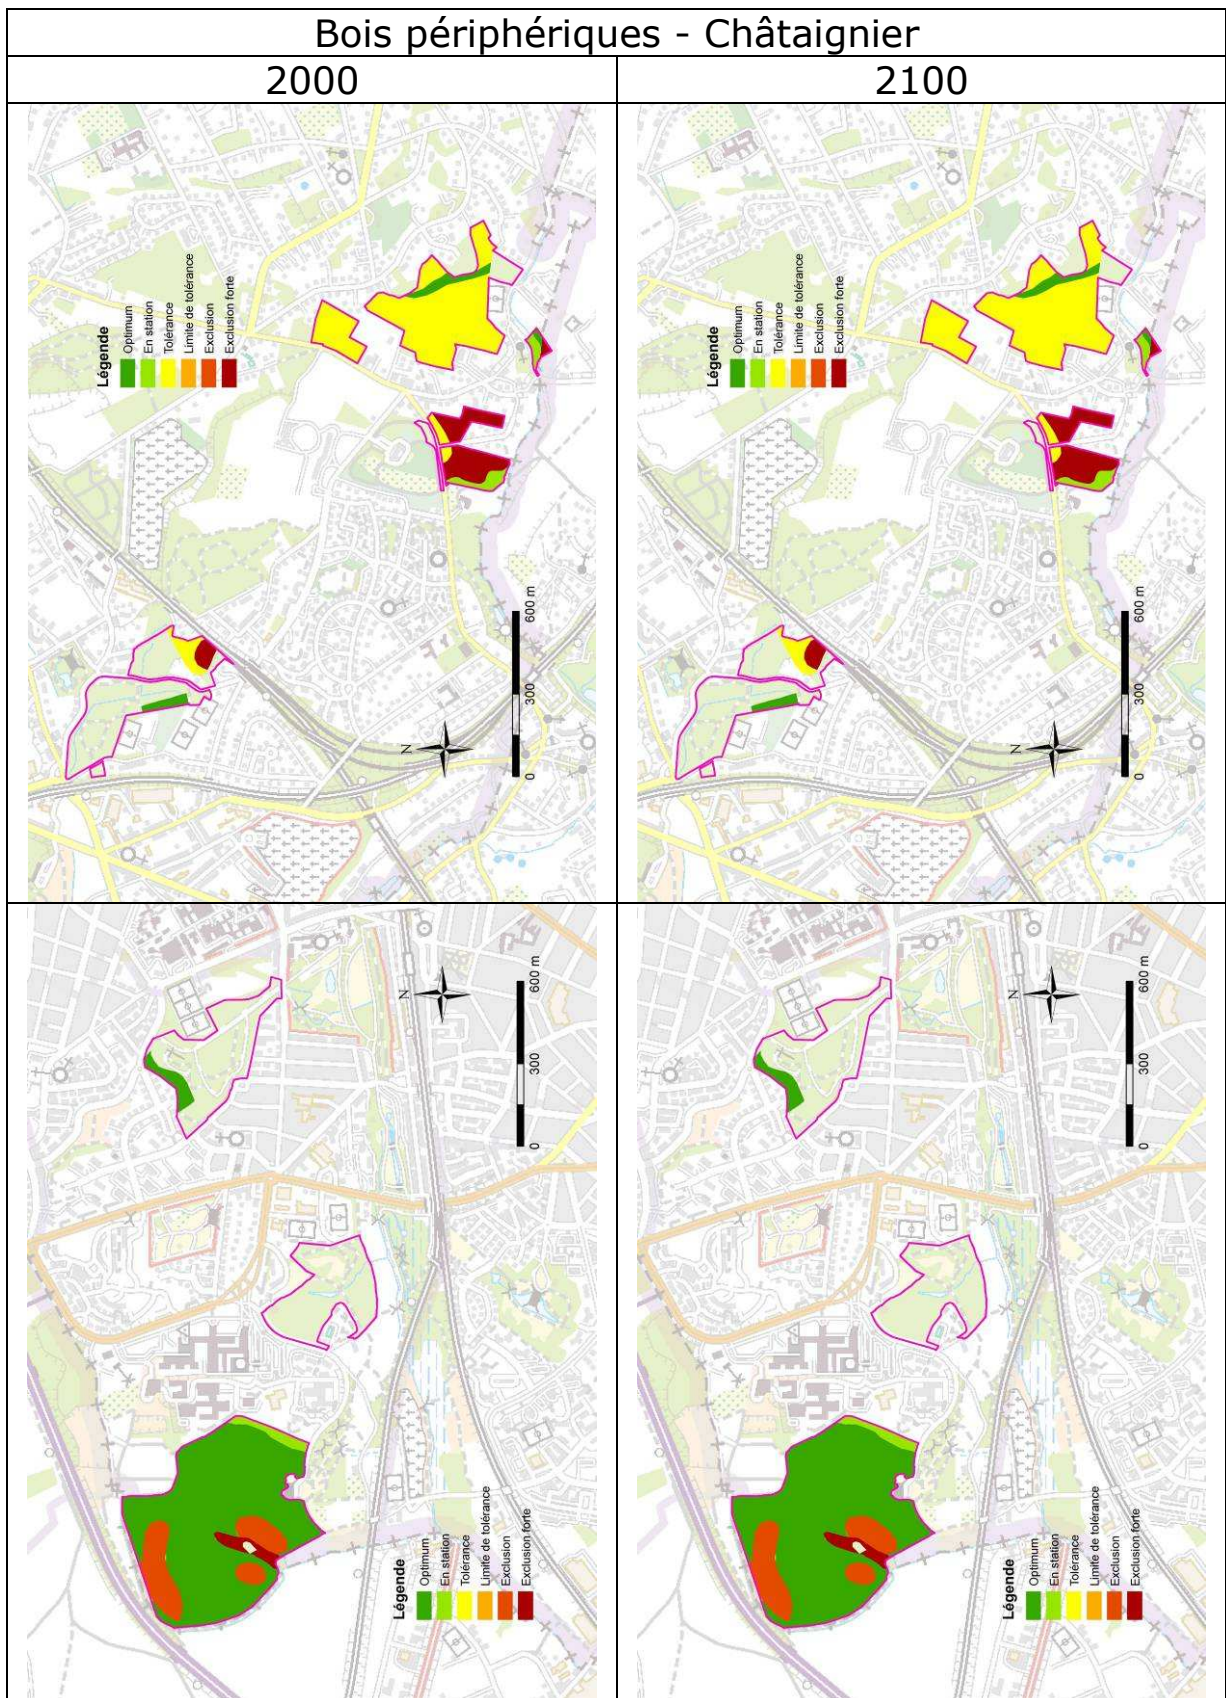 Bois périphériques - Châtaignier
2000
2100
Légende
Optimum
En station
Tolérance
Limite de tolérance
Exclusion
Exclusion forte
N
0
300
600 m
Légende
Optimum
En station
Tolérance
Limite de tolérance
Exclusion
Exclusion forte
N
0
300
600 m
N
0
300
600 m
Légende
Optimum
En station
Tolérance
Limite de tolérance
Exclusion
Exclusion forte
N
0
300
600 m
Légende
Optimum
En station
Tolérance
Limite de tolérance
Exclusion
Exclusion forte